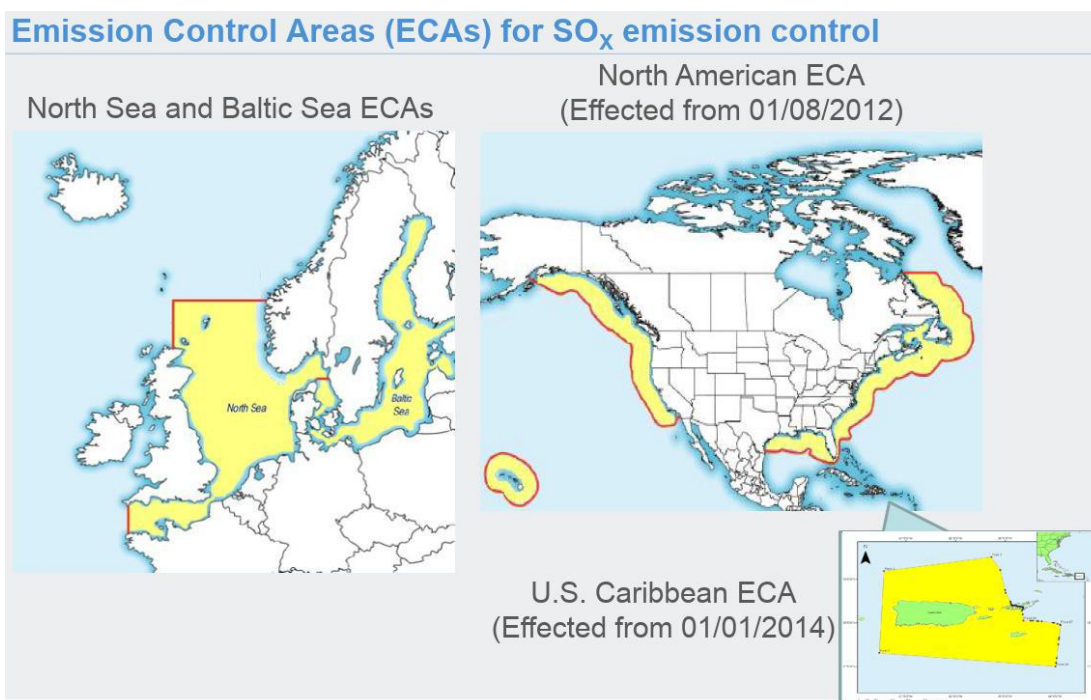 Emission Control Areas (ECAs) for SOx emission control
North Sea and Baltic Sea ECAs
North American ECA
(Effected from 01/08/2012)
North Sea
Baltic
Sea
U.S. Caribbean ECA
(Effected from 01/01/2014)
N